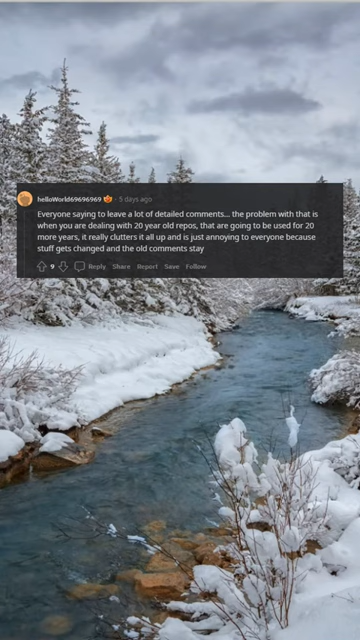 helloWorld69696969 · 5 days ago
Everyone saying to leave a lot of detailed comments... the problem with that is
when you are dealing with 20 year old repos, that are going to be used for 20
more years, it really clutters it all up and is just annoying to everyone because
stuff gets changed and the old comments stay
9 Reply Share Report Save Follow